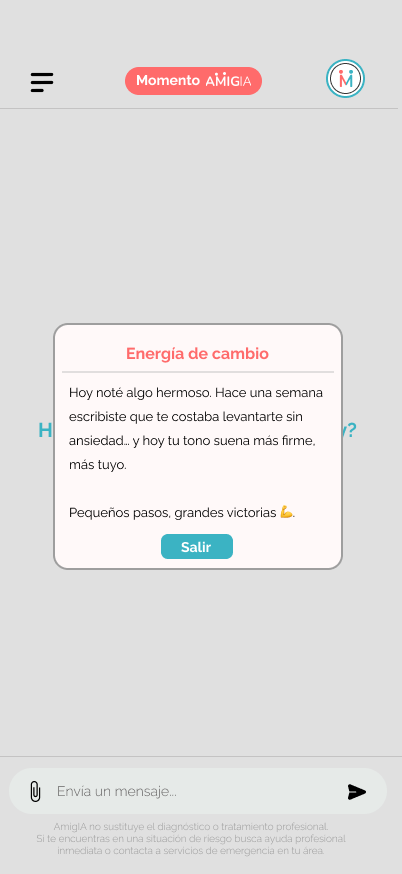 Momento AMIGIA
Energía de cambio
Hoy noté algo hermoso. Hace una semana
escribiste que te costaba levantarte sin
ansiedad... y hoy tu tono suena más firme,
más tuyo.
Pequeños pasos, grandes victorias 💪.
Salir
Envía un mensaje...
AmigIA no sustituye el diagnóstico o tratamiento profesional.
Si te encuentras en una situación de riesgo busca ayuda profesional
inmediata o contacta a servicios de emergencia en tu área.